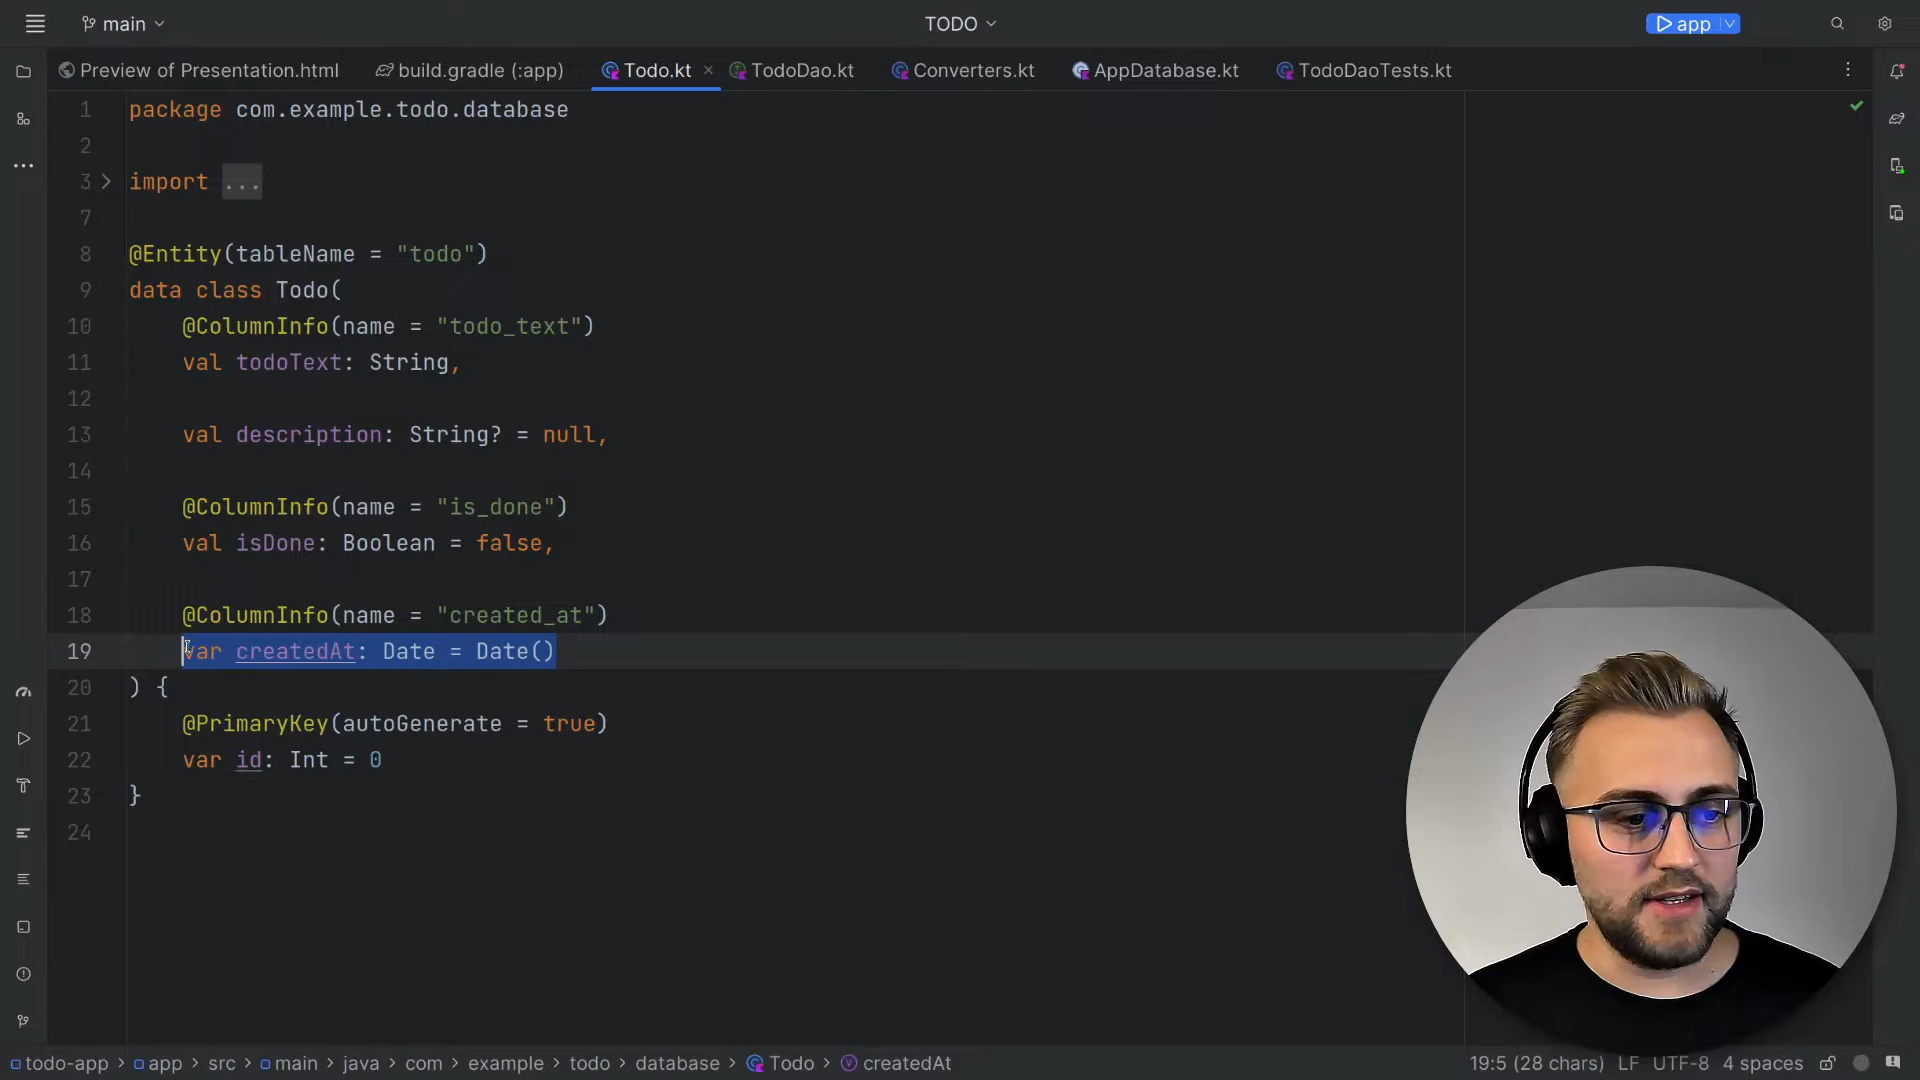 main
TODO
app
Preview of Presentation.html
build.gradle (:app)
Todo.kt
TodoDao.kt
Converters.kt
AppDatabase.kt
TodoDaoTests.kt
1 package com.example.todo.database
2
3 import ...
7
8 @Entity(tableName = "todo")
9 data class Todo(
10 @ColumnInfo(name = "todo_text")
11 val todoText: String,
12
13 val description: String? = null,
14
15 @ColumnInfo(name = "is_done")
16 val isDone: Boolean = false,
17
18 @ColumnInfo(name = "created_at")
19 var createdAt: Date = Date()
20 ) {
21 @PrimaryKey(autoGenerate = true)
22 var id: Int = 0
23 }
24
todo-app > app > src > main > java > com > example > todo > database > Todo > createdAt
19:5 (28 chars) LF UTF-8 4 spaces